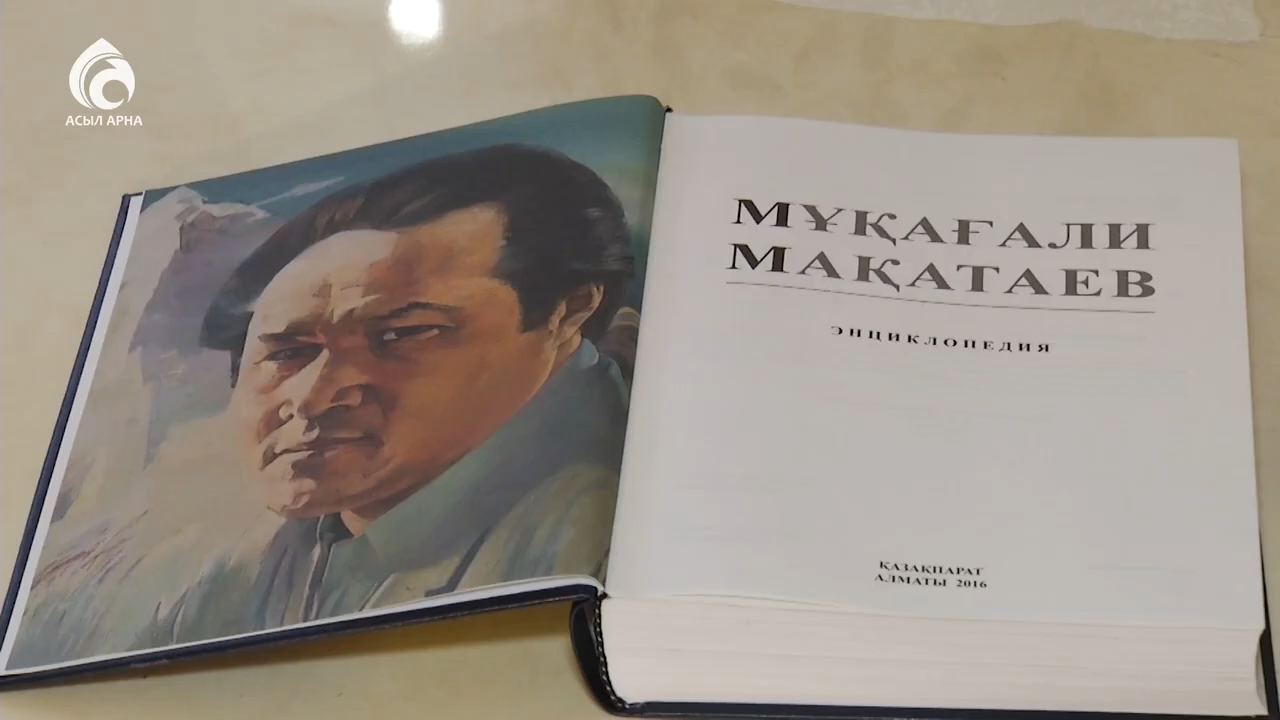 АСЫЛ АРНА
МҰҚАҒАЛИ
МАҚАТАЕВ
ЭНЦИКЛОПЕДИЯ
ҚАЗАҚПАРАТ
АЛМАТЫ 2016